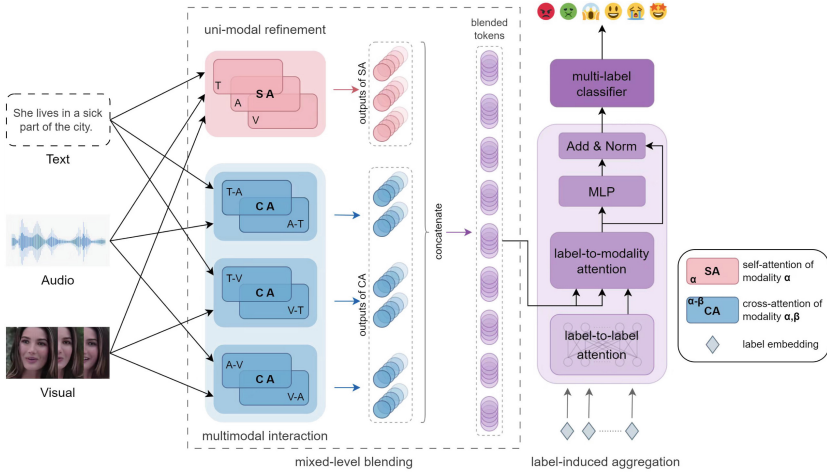 uni-modal refinement
T
S A
A
V
outputs of SA
She lives in a sick
part of the city.
Text
Audio
Visual
T-A
C A
A-T
T-V
C A
V-T
A-V
C A
V-A
outputs of CA
multimodal interaction
concatenate
blended
tokens
mixed-level blending
multi-label
classifier
Add & Norm
MLP
label-to-modality
attention
label-to-label
attention
label-induced aggregation
α SA
self-attention of
modality α
α-β
CA
cross-attention of
modality α,β
label embedding